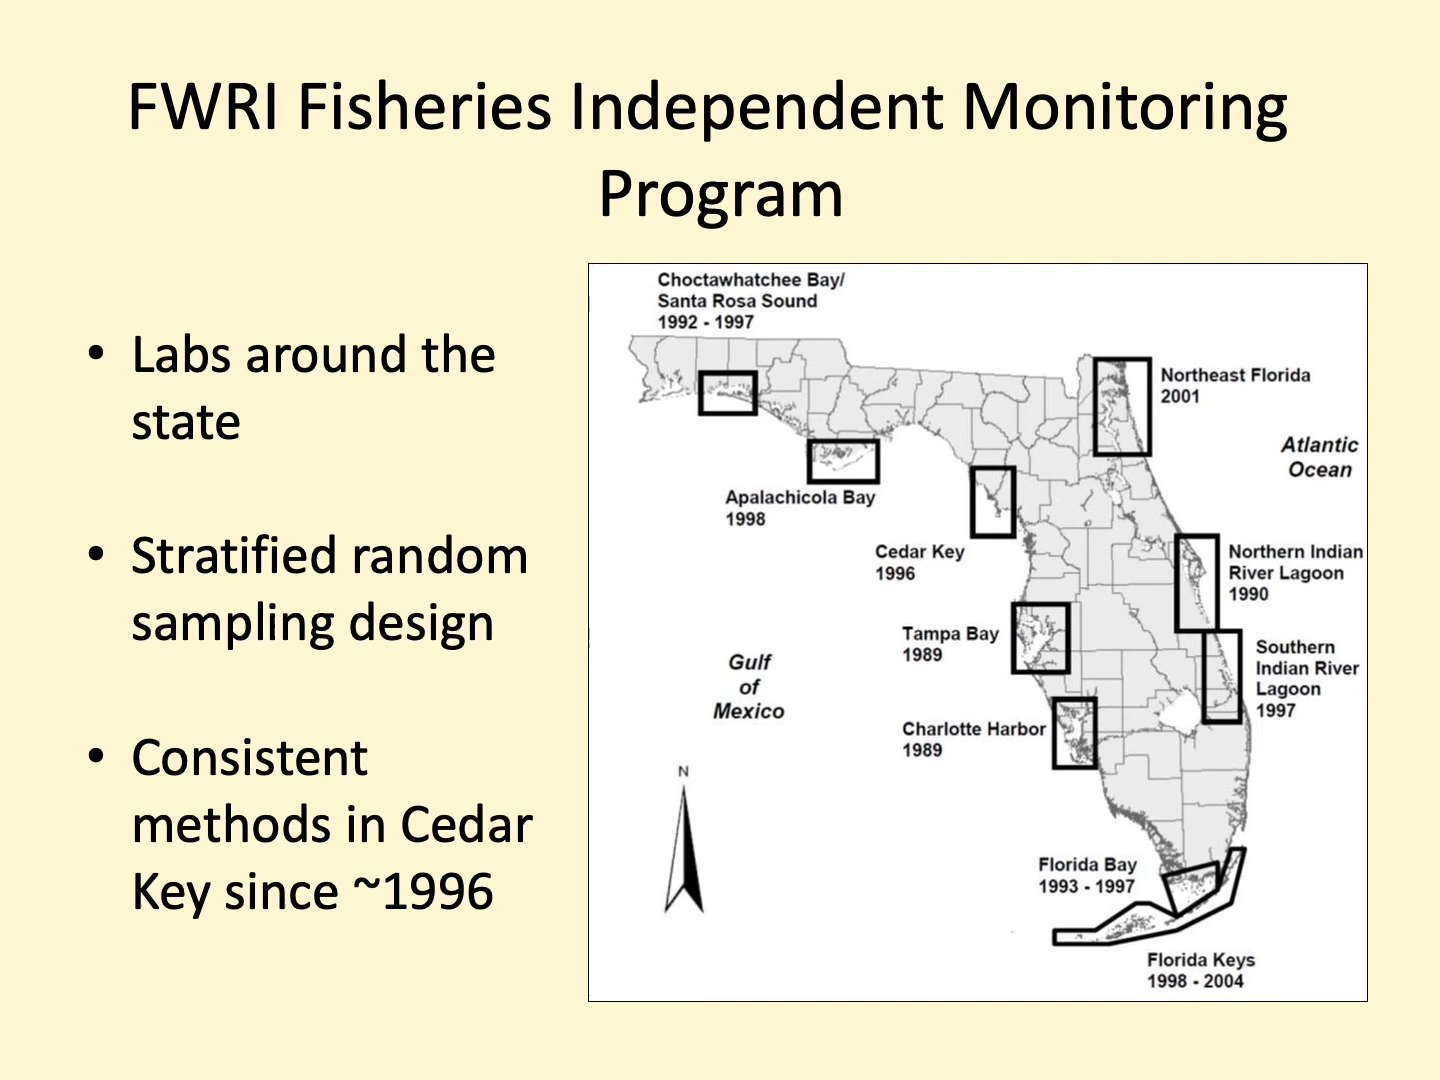 FWRI Fisheries Independent Monitoring
Program
• Labs around the
state
• Stratified random
sampling design
• Consistent
methods in Cedar
Key since ~1996
Choctawhatchee Bay/
Santa Rosa Sound
1992 - 1997
Northeast Florida
2001
Atlantic
Ocean
Apalachicola Bay
1998
Cedar Key
1996
Northern Indian
River Lagoon
1990
Tampa Bay
1989
Southern
Indian River
Lagoon
1997
Gulf
of
Mexico
Charlotte Harbor
1989
N
Florida Bay
1993 - 1997
Florida Keys
1998 - 2004